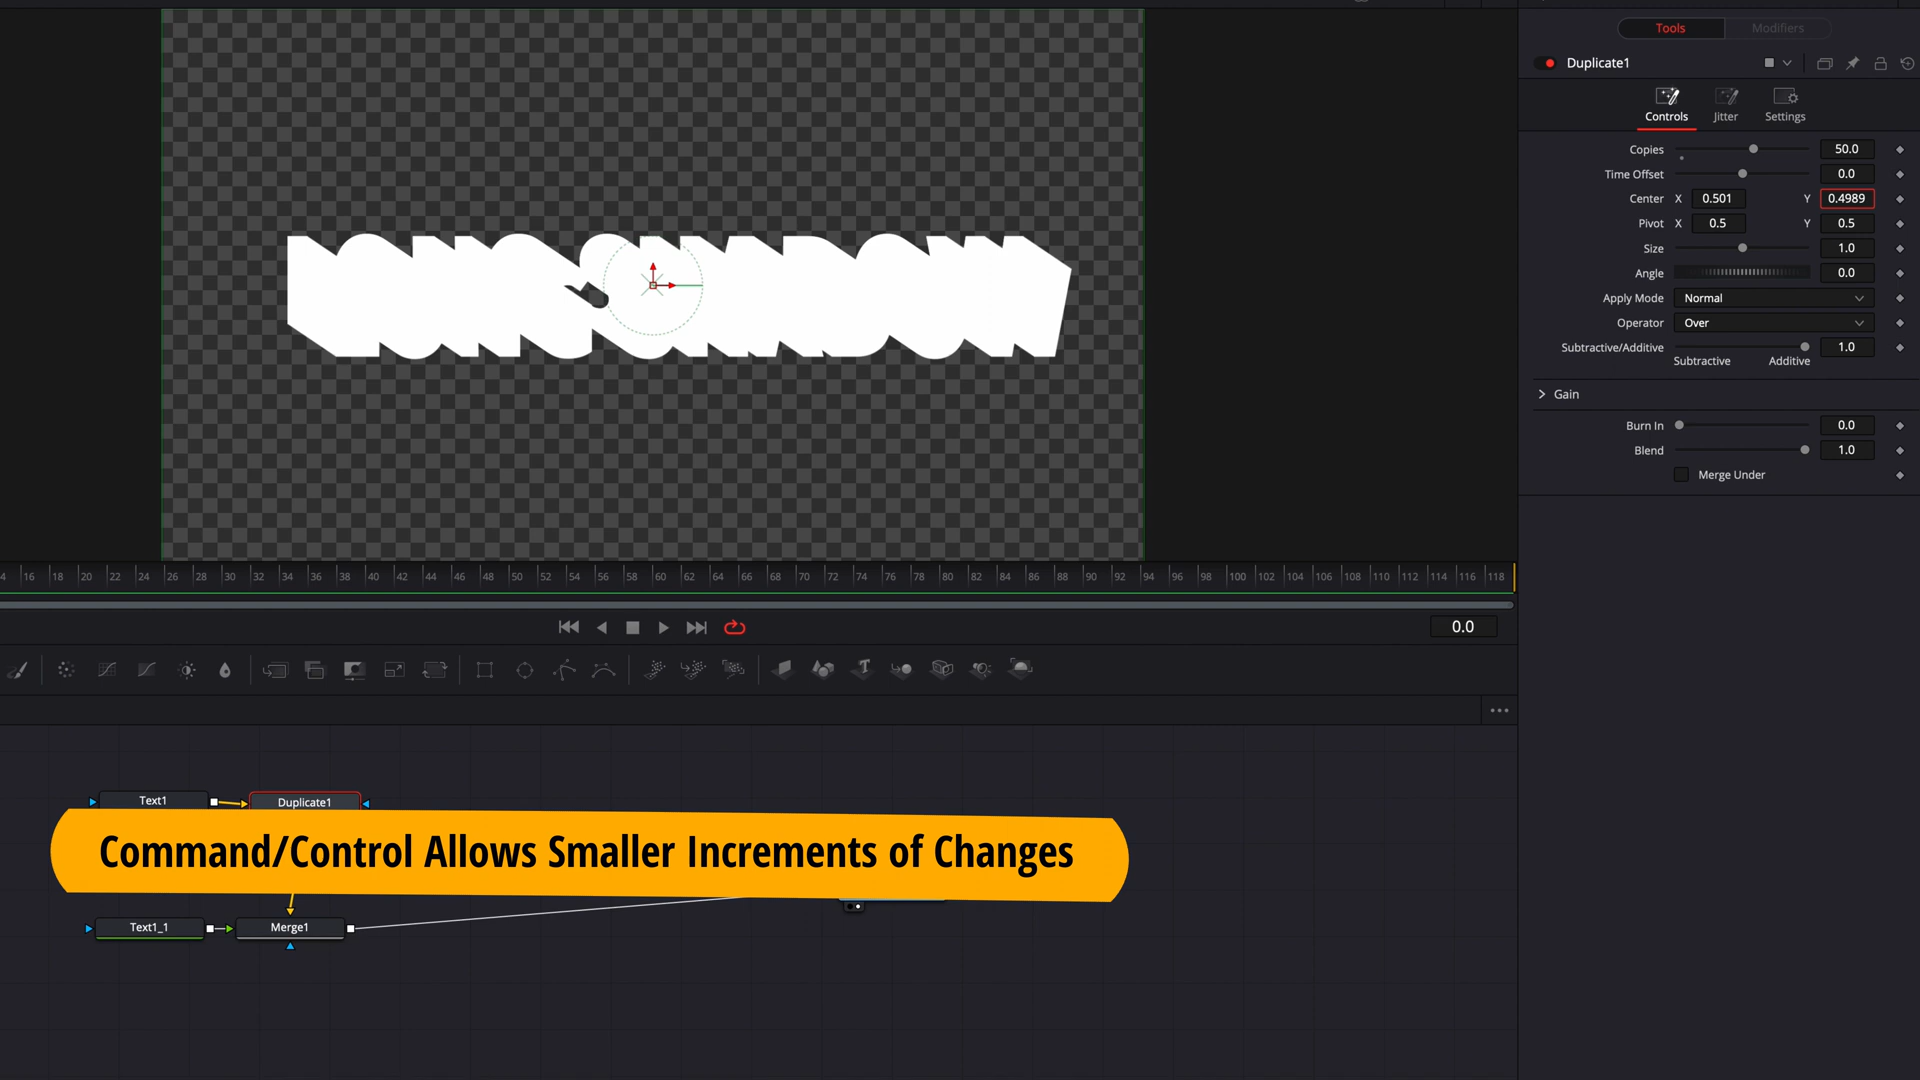 Tools Modifiers
Duplicate1
Controls Jitter Settings
Copies 50.0
Time Offset 0.0
Center X 0.501 Y 0.4989
Pivot X 0.5 Y 0.5
Size 1.0
Angle 0.0
Apply Mode Normal
Operator Over
Subtractive/Additive 1.0
Subtractive Additive
Gain
Burn In 0.0
Blend 1.0
Merge Under
4 16 18 20 22 24 26 28 30 32 34 36 38 40 42 44 46 48 50 52 54 56 58 60 62 64 66 68 70 72 74 76 78 80 82 84 86 88 90 92 94 96 98 100 102 104 106 108 110 112 114 116 118
0.0
T
Text1 Duplicate1
Command/Control Allows Smaller Increments of Changes
Text1_1 Merge1